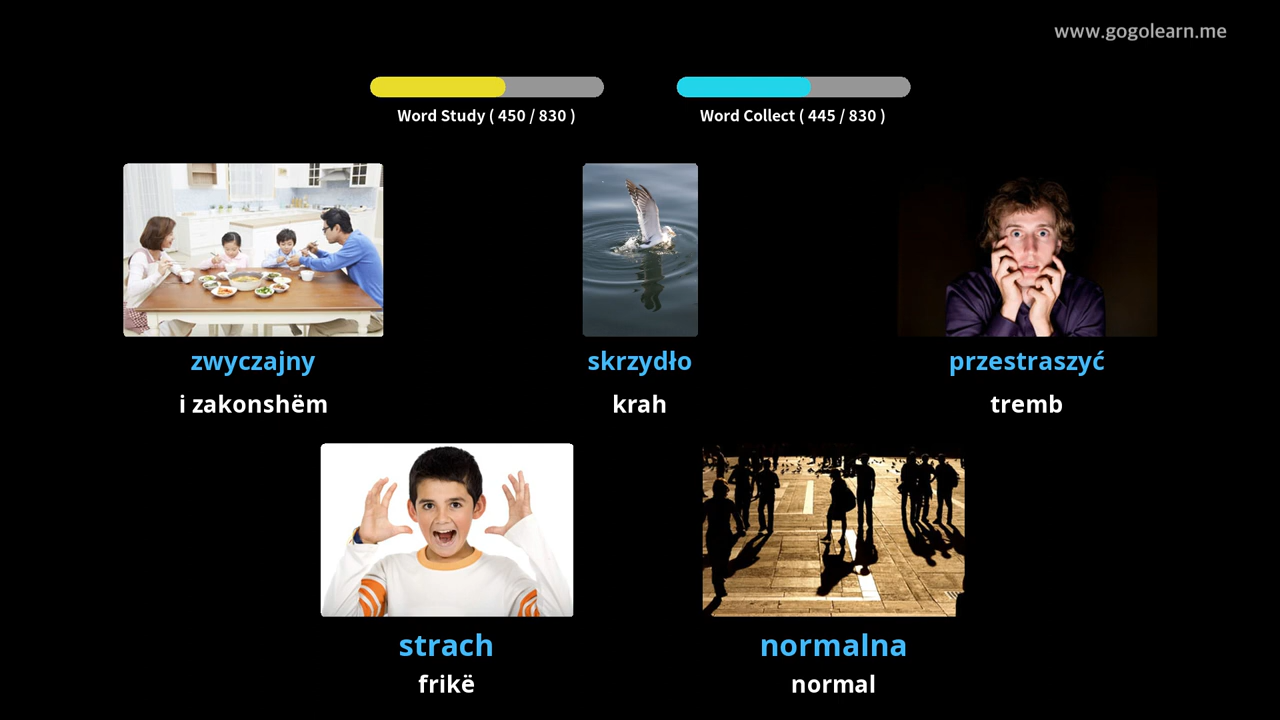 www.gogolearn.me
Word Study ( 450 / 830 )
Word Collect ( 445 / 830 )
zwyczajny
i zakonshëm
skrzydło
krah
przestraszyć
tremb
strach
frikë
normalna
normal